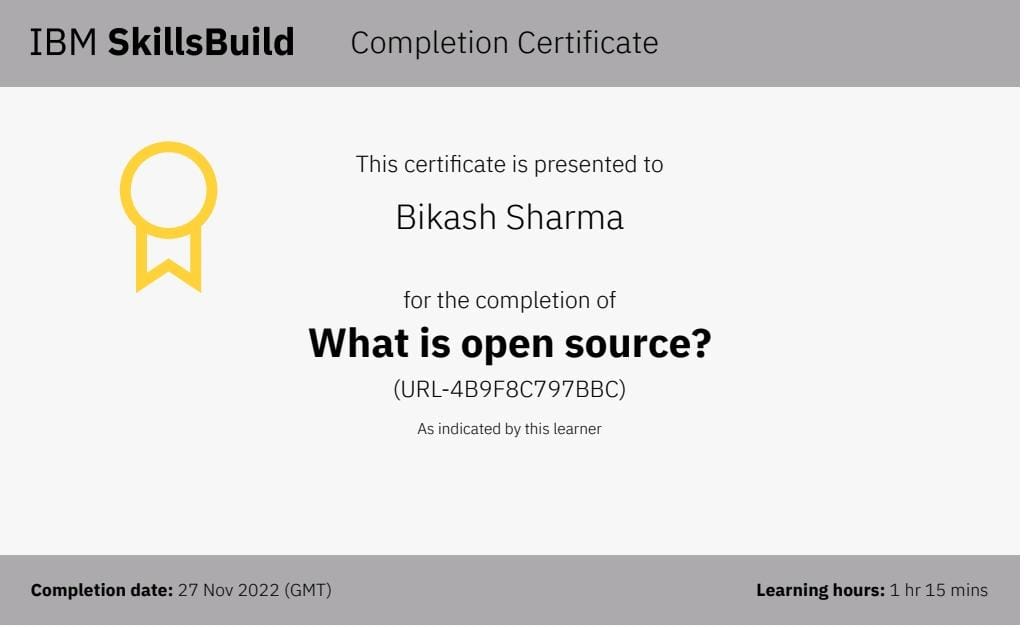 IBM SkillsBuild Completion Certificate
This certificate is presented to
Bikash Sharma
for the completion of
What is open source?
(URL-4B9F8C797BBC)
As indicated by this learner
Completion date: 27 Nov 2022 (GMT) Learning hours: 1 hr 15 mins